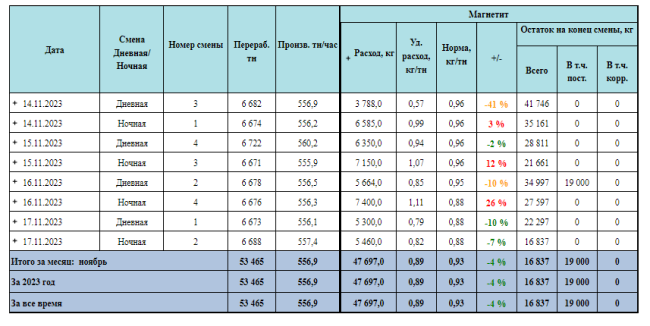 Дата Смена Дневная/ Ночная Номер смены Перераб. тн Произв. тн/час Магнетит
+ Расход, кг Уд. расход, кг/тн Норма, кг/тн +/- Остаток на конец смены, кг
Всего В т.ч. пост. В т.ч. корр.
+ 14.11.2023 Дневная 3 6 682 556,9 3 788,0 0,57 0,96 -41 % 41 746 0 0
+ 14.11.2023 Ночная 1 6 674 556,2 6 585,0 0,99 0,96 3 % 35 161 0 0
+ 15.11.2023 Дневная 4 6 722 560,2 6 350,0 0,94 0,96 -2 % 28 811 0 0
+ 15.11.2023 Ночная 3 6 671 555,9 7 150,0 1,07 0,96 12 % 21 661 0 0
+ 16.11.2023 Дневная 2 6 678 556,5 5 664,0 0,85 0,95 -10 % 34 997 19 000 0
+ 16.11.2023 Ночная 4 6 676 556,3 7 400,0 1,11 0,88 26 % 27 597 0 0
+ 17.11.2023 Дневная 1 6 673 556,1 5 300,0 0,79 0,88 -10 % 22 297 0 0
+ 17.11.2023 Ночная 2 6 688 557,4 5 460,0 0,82 0,88 -7 % 16 837 0 0
Итого за месяц: ноябрь 53 465 556,9 47 697,0 0,89 0,93 -4 % 16 837 19 000 0
За 2023 год 53 465 556,9 47 697,0 0,89 0,93 -4 % 16 837 19 000 0
За все время 53 465 556,9 47 697,0 0,89 0,93 -4 % 16 837 19 000 0